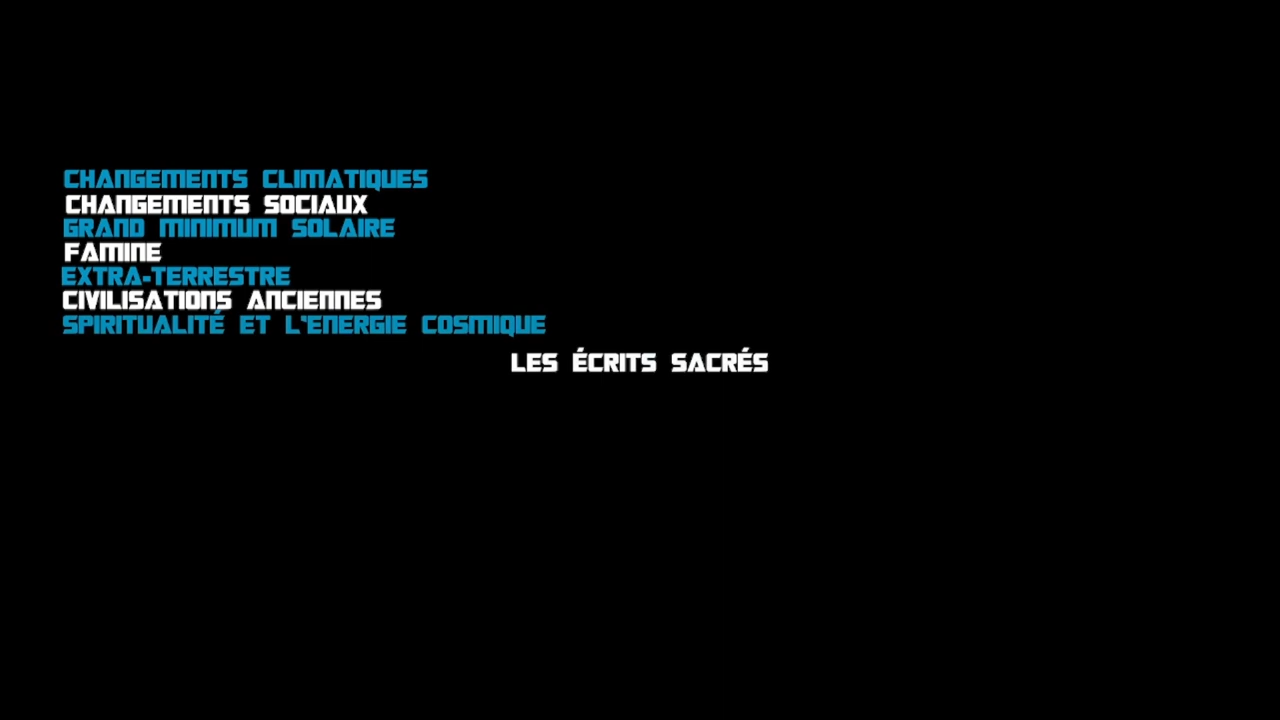 CHANGEMENTS CLIMATIQUES
CHANGEMENTS SOCIAUX
GRAND MINIMUM SOLAIRE
FAMINE
EXTRA-TERRESTRE
CIVILISATIONS ANCIENNES
SPIRITUALITÉ ET L'ENERGIE COSMIQUE
LES ÉCRITS SACRÉS